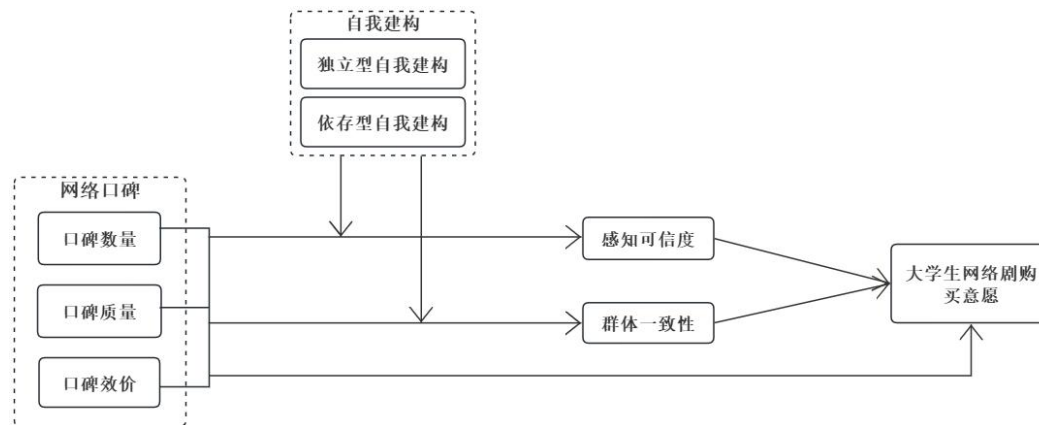 自我建构
独立型自我建构
依存型自我建构
网络口碑
口碑数量
口碑质量
口碑效价
感知可信度
群体一致性
大学生网络剧购
买意愿